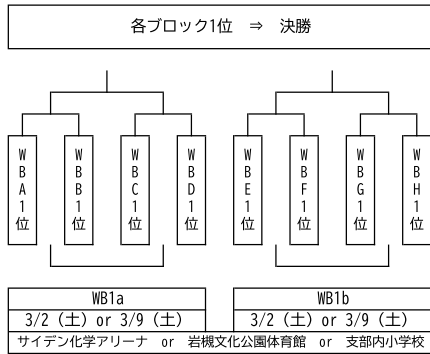 各ブロック1位 ⇒ 決勝
WBA1位 WBB1位 WBC1位 WBD1位 WBE1位 WBF1位 WBG1位 WBH1位
WB1a WB1b
3/2（土）or 3/9（土） 3/2（土）or 3/9（土）
サイデン化学アリーナ or 岩槻文化公園体育館 or 支部内小学校